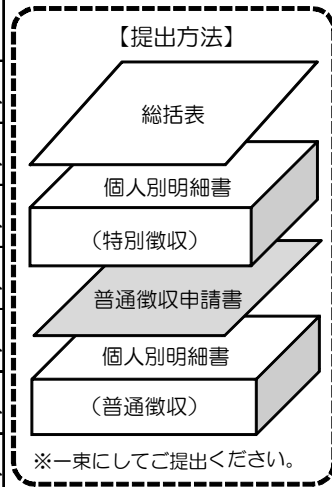 【提出方法】
総括表
個人別明細書
（特別徴収）
普通徴収申請書
個人別明細書
（普通徴収）
※一束にしてご提出ください。